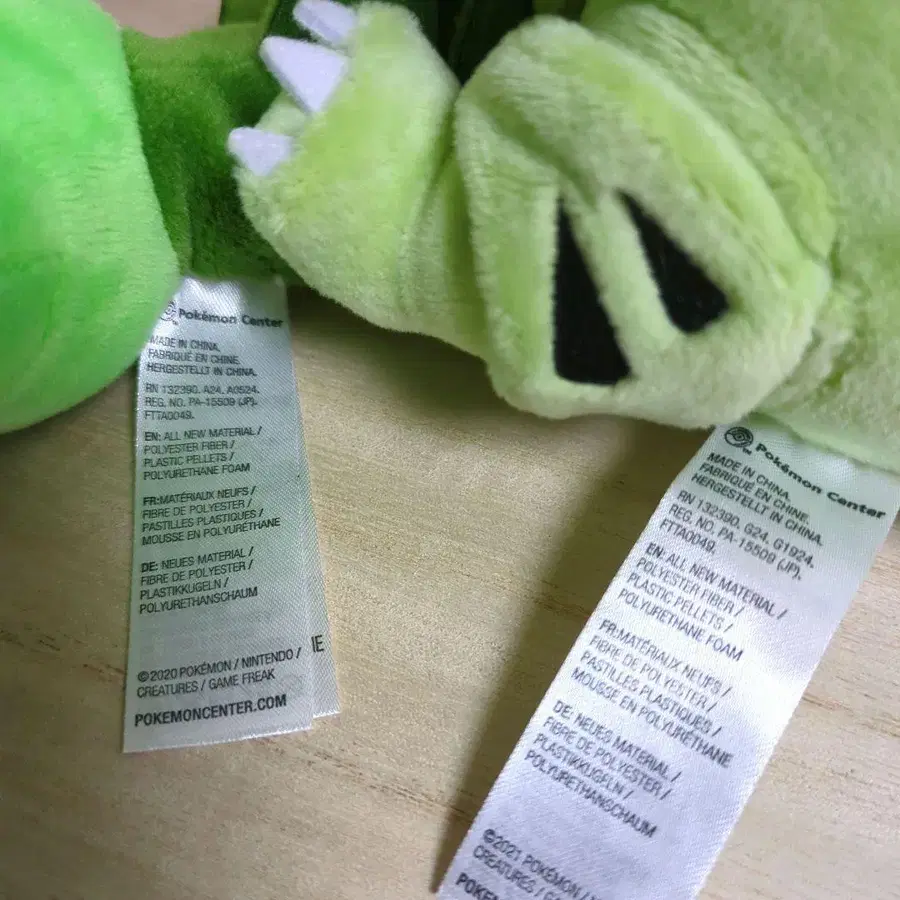 Pokémon Center
MADE IN CHINA.
FABRIQUÉ EN CHINE.
HERGESTELLT IN CHINA.
RN 132390. A24. A0524.
REG. NO. PA-15509 (JP).
FTTA0049.
EN: ALL NEW MATERIAL /
POLYESTER FIBER /
PLASTIC PELLETS /
POLYURETHANE FOAM
FR:MATÉRIAUX NEUFS /
FIBRE DE POLYESTER /
PASTILLES PLASTIQUES /
MOUSSE EN POLYURÉTHANE
DE: NEUES MATERIAL /
FIBRE DE POLYESTER /
PLASTIKKUGELN /
POLYURETHANSCHAUM
©2020 POKÉMON / NINTENDO /
CREATURES / GAME FREAK
POKEMONCENTER.COM
Pokémon Center
MADE IN CHINA.
FABRIQUÉ EN CHINE.
HERGESTELLT IN CHINA.
RN 132390. G24. G1924.
REG. NO. PA-15509 (JP).
FTTA0049.
EN: ALL NEW MATERIAL /
POLYESTER FIBER /
PLASTIC PELLETS /
POLYURETHANE FOAM
FR:MATÉRIAUX NEUFS /
FIBRE DE POLYESTER /
PASTILLES PLASTIQUES /
MOUSSE EN POLYURÉTHANE
DE: NEUES MATERIAL /
FIBRE DE POLYESTER /
PLASTIKKUGELN /
POLYURETHANSCHAUM
©2021 POKÉMON /
CREATURES /